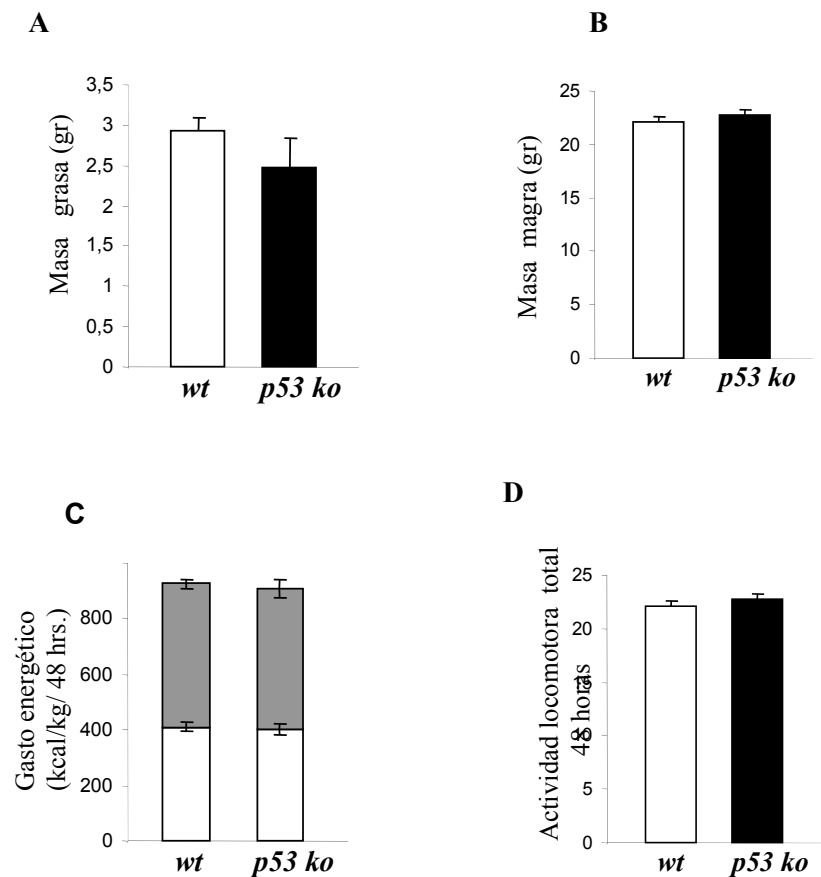 A
Masa grasa (gr)
3,5
3
2,5
2
1,5
1
0,5
0
wt p53 ko
B
Masa magra (gr)
25
20
15
10
5
0
wt p53 ko
C
Gasto energético
(kcal/kg/ 48 hrs.)
800
600
400
200
0
wt p53 ko
D
Actividad locomotora total
48 horas
25
20
15
10
5
0
wt p53 ko